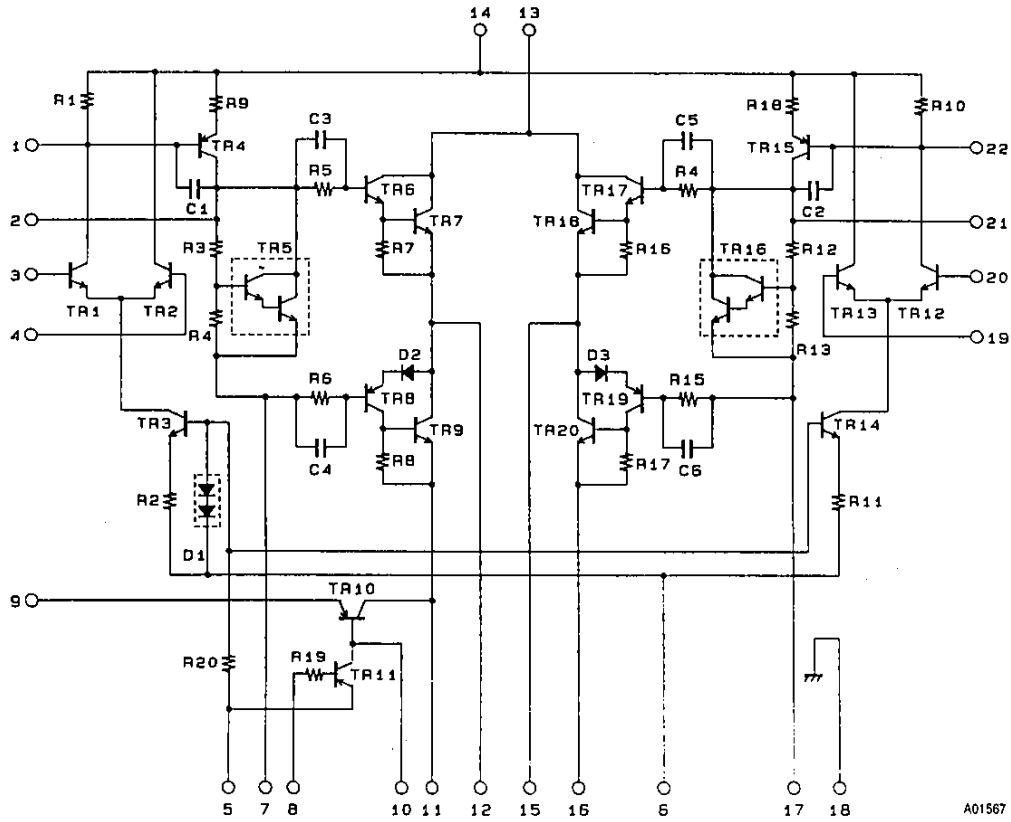 14 13
R1 R9 R18 R10
C3 C5
1 TR4 TR15 22
R5 R4
TR6 TR17
C1 C2
2 TR7 TR18 21
R3 TR5 R7 R16 TR16 R12
3 20
TR1 TR2 TR13 TR12
4 R4 R13 19
D2 D3
R6 R15
TR8 TR19
TR3 TR9 TR20 TR14
C4 R8 R17 C6
R2 R11
D1
9 TR10
R20 R19 TR11
5 7 8 10 11 12 15 16 6 17 18
A01567